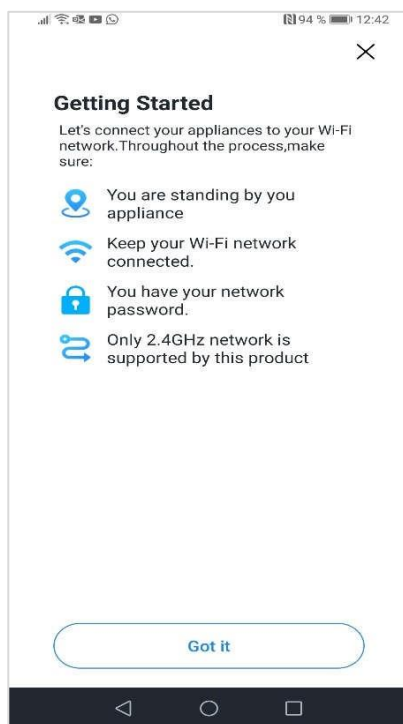 94 % 12:42
Getting Started
Let's connect your appliances to your Wi-Fi
network.Throughout the process,make
sure:
You are standing by you
appliance
Keep your Wi-Fi network
connected.
You have your network
password.
Only 2.4GHz network is
supported by this product
Got it